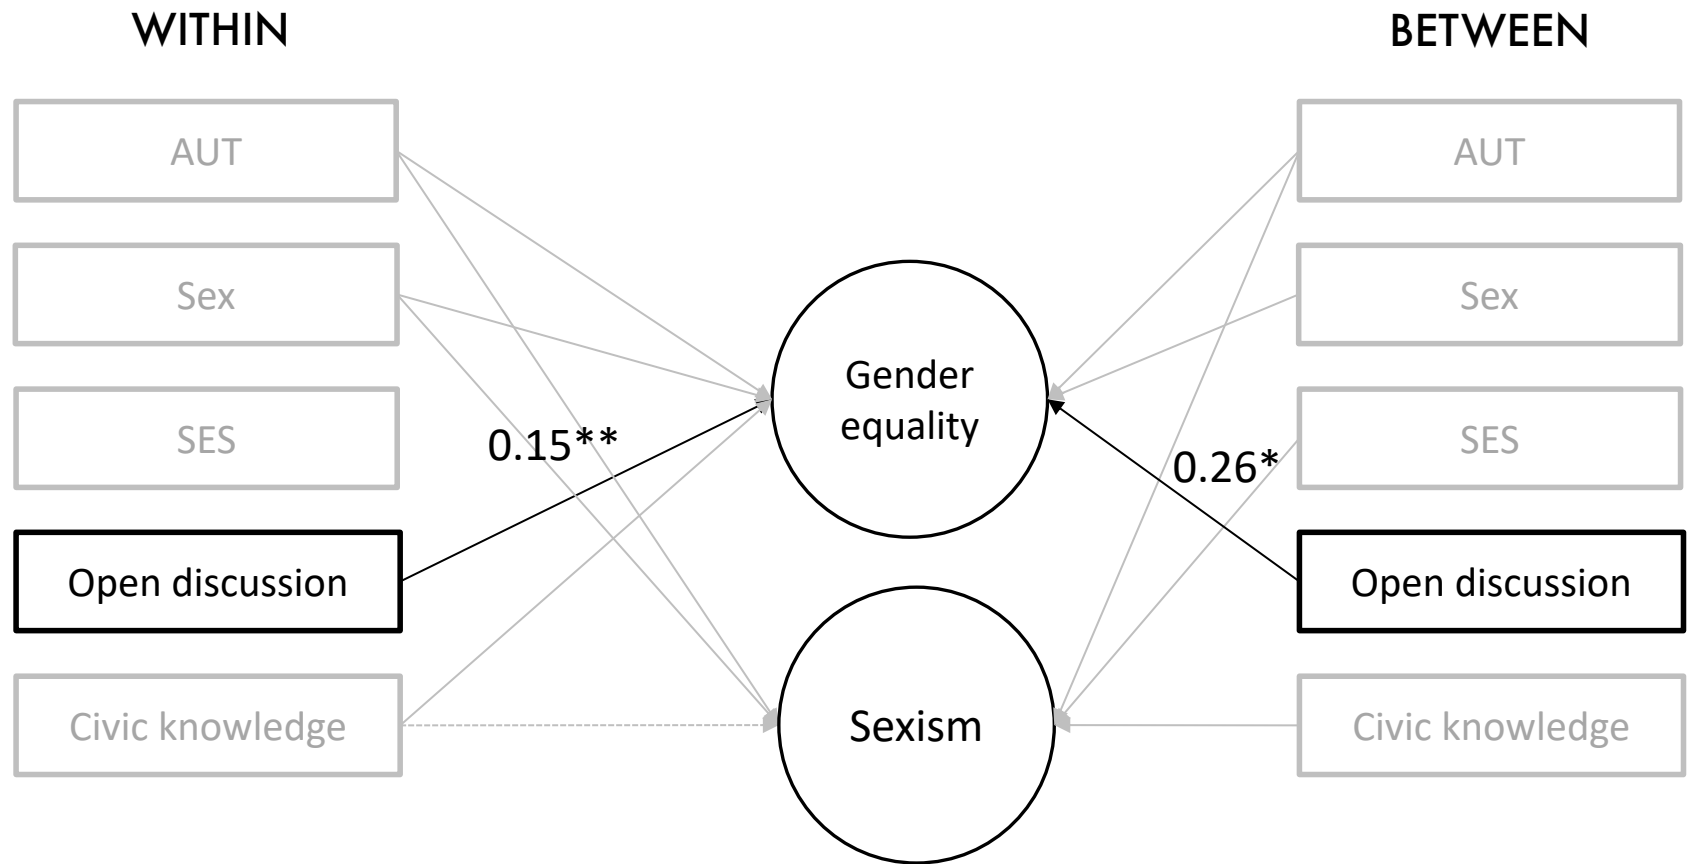 WITHIN
BETWEEN
AUT
Sex
SES
Open discussion
Civic knowledge
0.15**
Gender
equality
Sexism
0.26*
AUT
Sex
SES
Open discussion
Civic knowledge